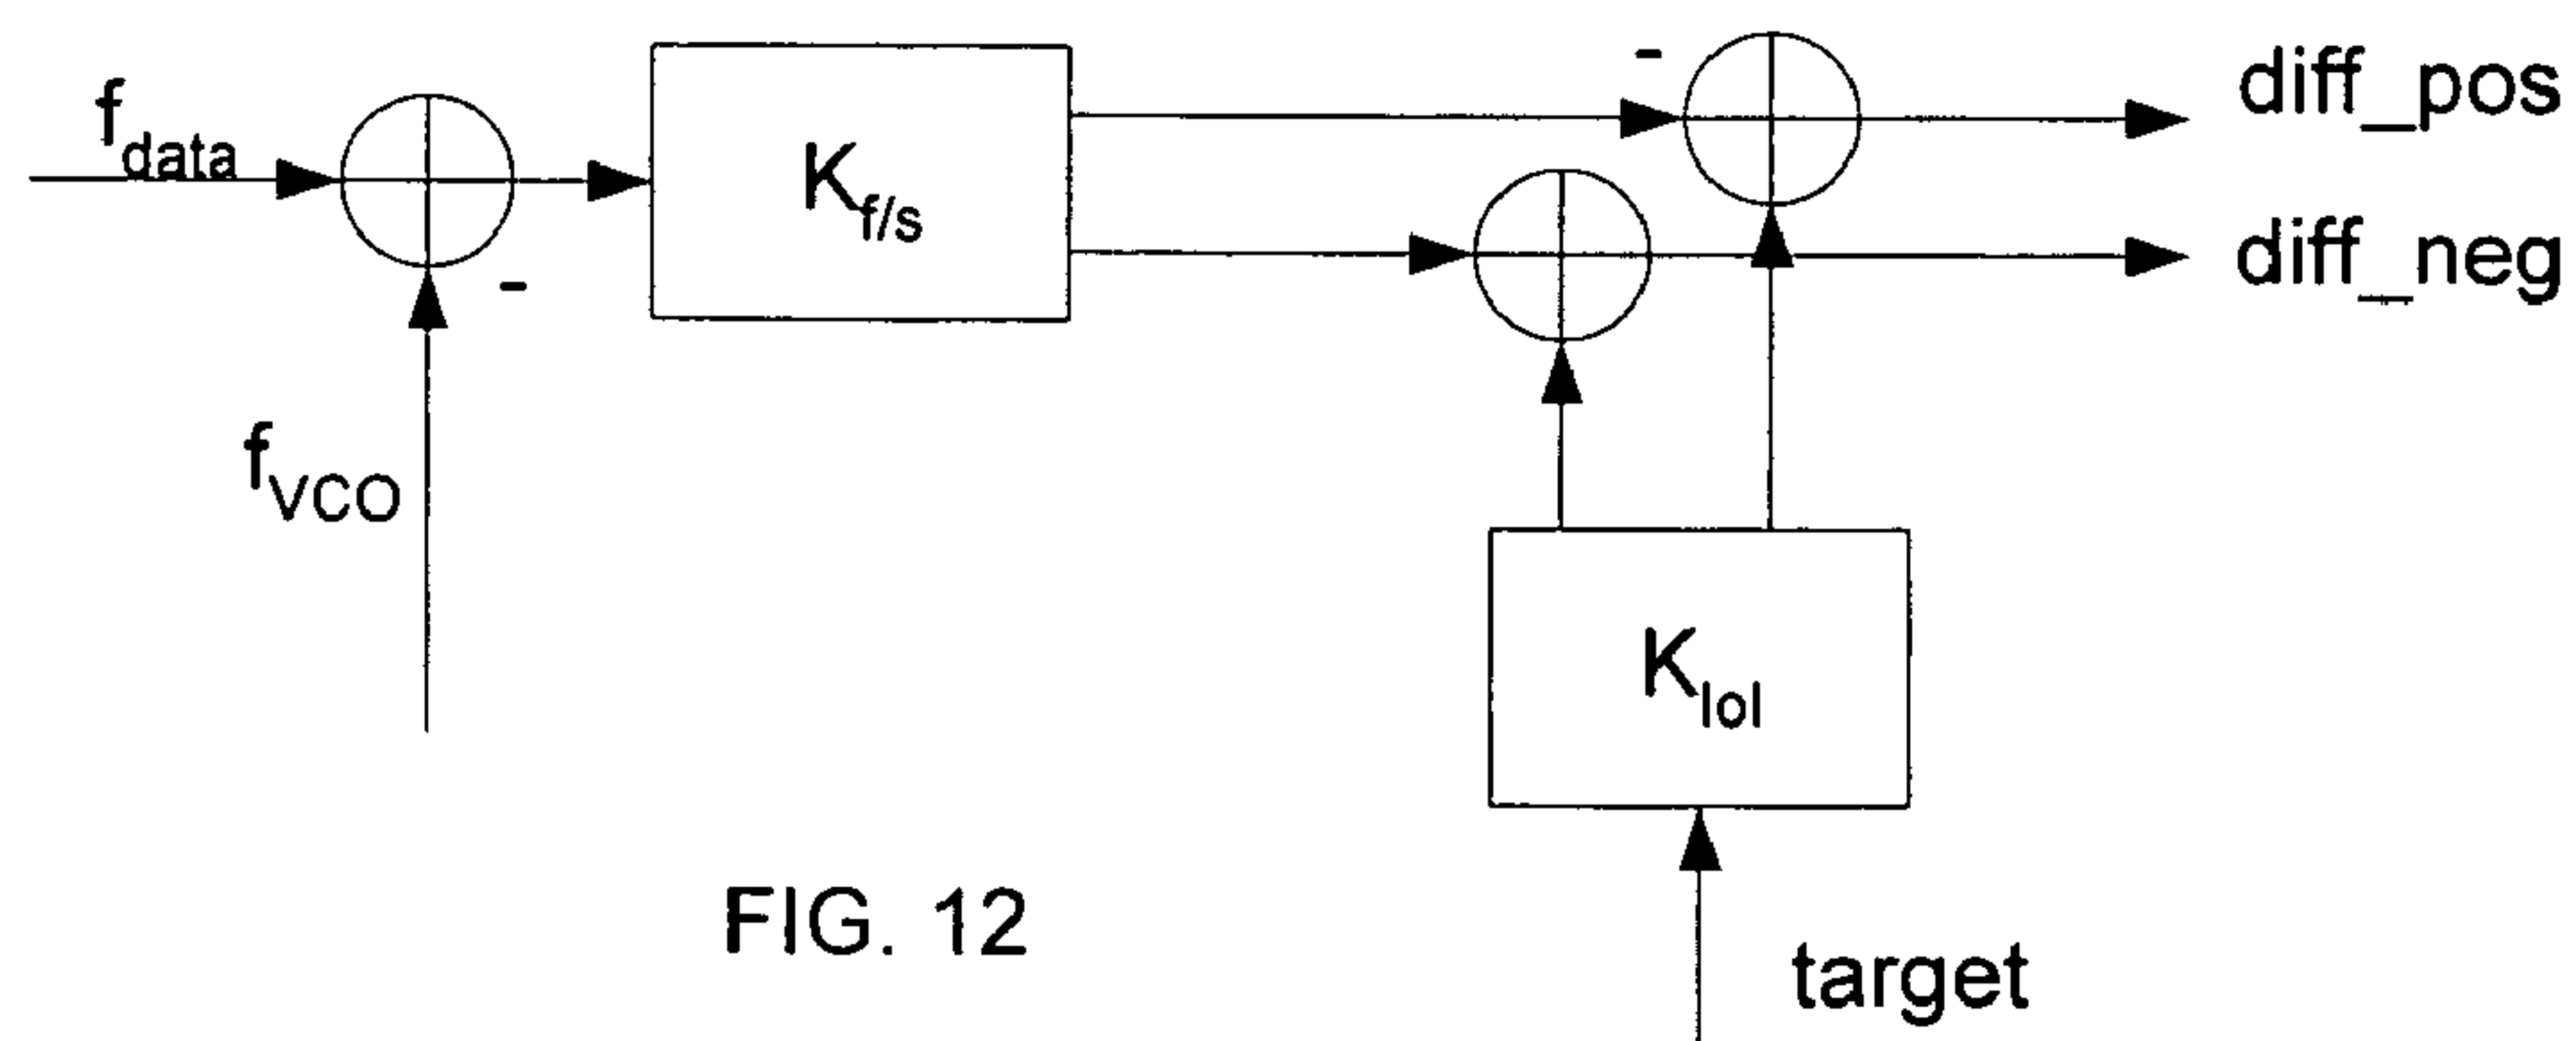 -
diff_pos
f_data
K_f/s
diff_neg
-
f_VCO
K_lol
FIG. 12
target